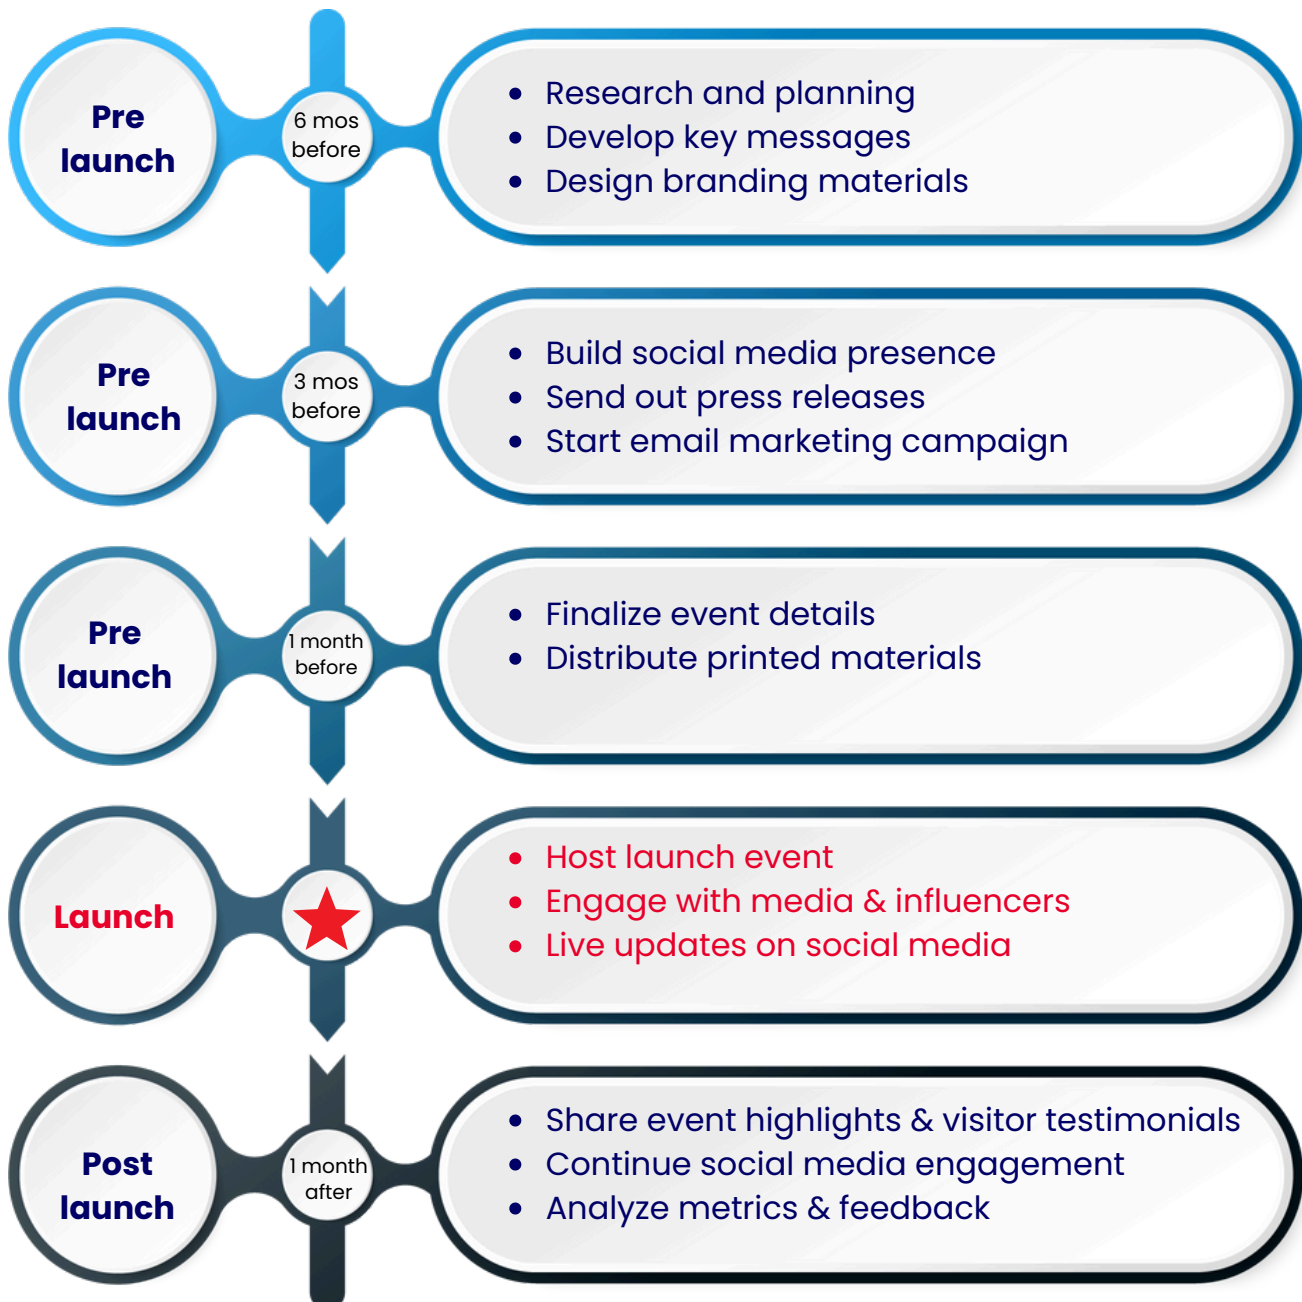 Pre
launch
6 mos
before
• Research and planning
• Develop key messages
• Design branding materials
Pre
launch
3 mos
before
• Build social media presence
• Send out press releases
• Start email marketing campaign
Pre
launch
1 month
before
• Finalize event details
• Distribute printed materials
Launch
• Host launch event
• Engage with media & influencers
• Live updates on social media
Post
launch
1 month
after
• Share event highlights & visitor testimonials
• Continue social media engagement
• Analyze metrics & feedback